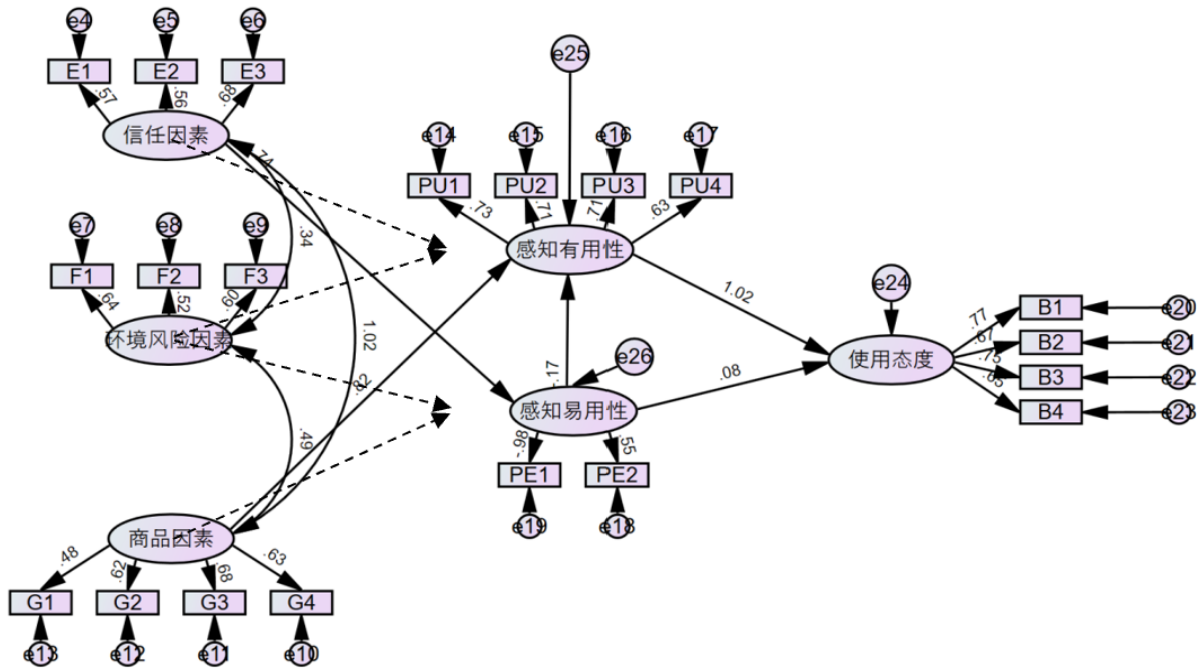 e4 e5 e6
E1 E2 E3
.57 .56 .68
信任因素
e7 e8 e9
F1 F2 F3
.64 .52 .60
环境风险因素
商品因素
.48 .62 .68 .63
G1 G2 G3 G4
e13 e12 e11 e10
.74
.34
1.02
.49
.82
e25
e14 e15 e16 e17
PU1 PU2 PU3 PU4
.73 .71 .71 .63
感知有用性
-.17
e26
感知易用性
-.98 .55
PE1 PE2
e19 e18
1.02
.08
e24
使用态度
.77 B1 e20
.67 B2 e21
.75 B3 e22
B4 e23